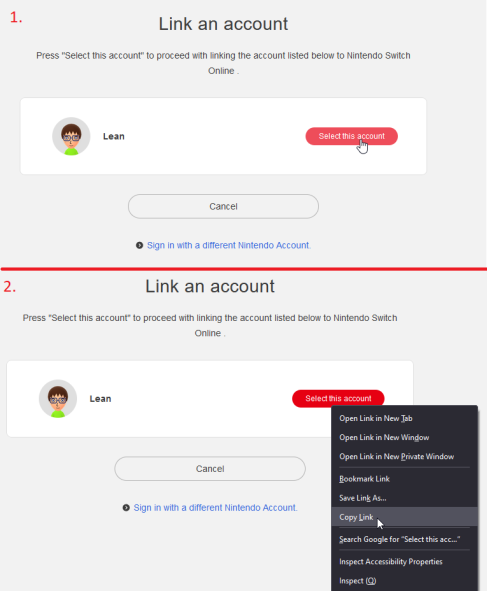 1.
Link an account
Press "Select this account" to proceed with linking the account listed below to Nintendo Switch
Online .
Lean
Select this account
Cancel
Sign in with a different Nintendo Account.
2.
Link an account
Press "Select this account" to proceed with linking the account listed below to Nintendo Switch
Online .
Lean
Select this account
Open Link in New Tab
Open Link in New Window
Open Link in New Private Window
Bookmark Link
Save Link As...
Copy Link
Search Google for "Select this acc..."
Inspect Accessibility Properties
Inspect (Q)
Cancel
Sign in with a different Nintendo Account.